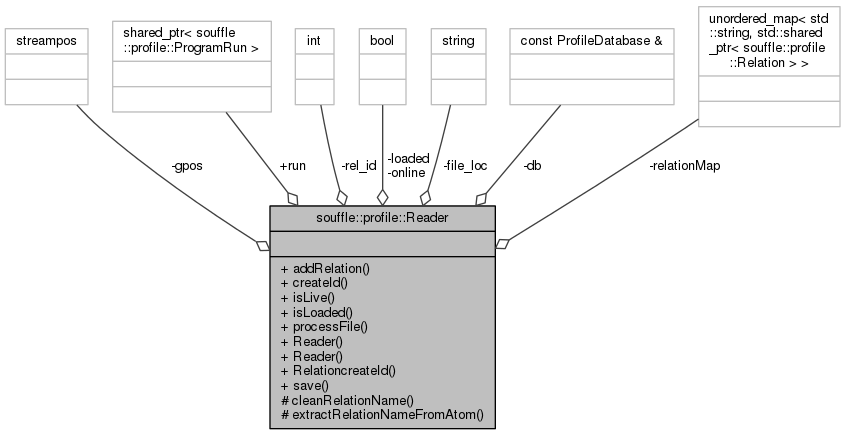 streampos
shared_ptr< souffle
::profile::ProgramRun >
int
bool
string
const ProfileDatabase &
unordered_map< std
::string, std::shared
_ptr< souffle::profile
::Relation > >
-gpos
+run
-rel_id
-loaded
-online
-file_loc
-db
-relationMap
souffle::profile::Reader
+ addRelation()
+ createId()
+ isLive()
+ isLoaded()
+ processFile()
+ Reader()
+ Reader()
+ RelationcreateId()
+ save()
# cleanRelationName()
# extractRelationNameFromAtom()